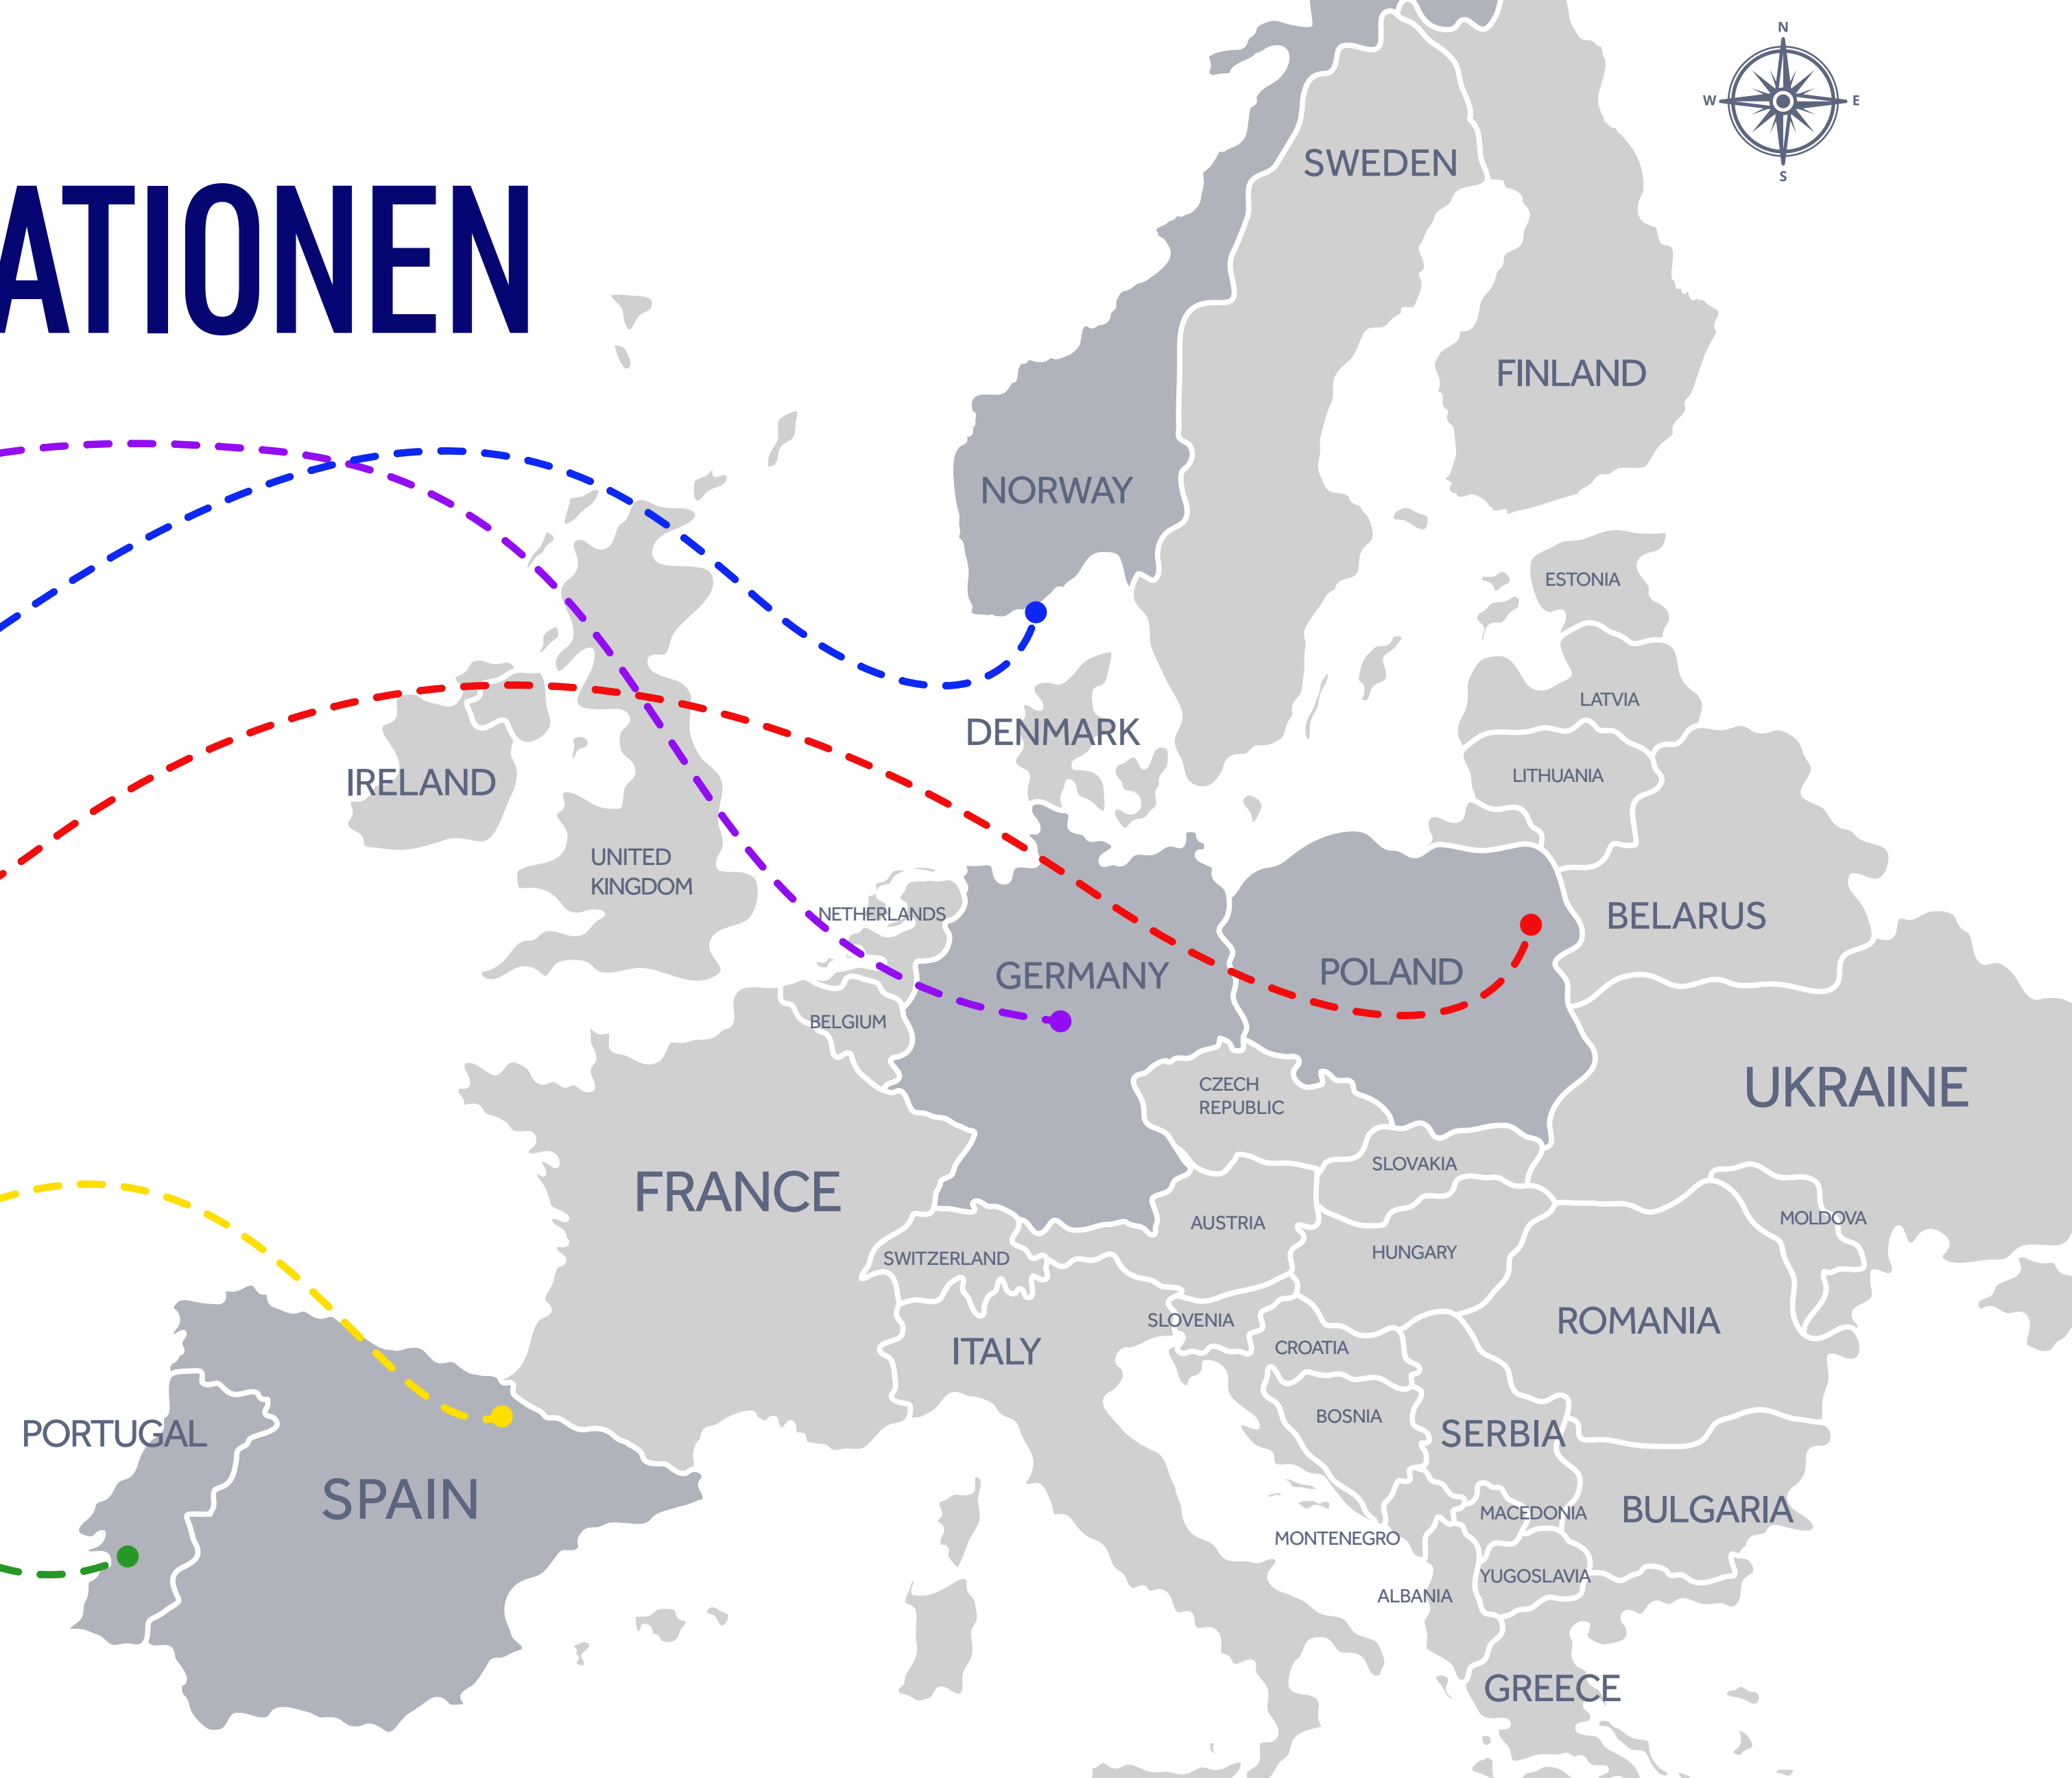 N
W E
S
ATIONEN
SWEDEN
FINLAND
NORWAY
ESTONIA
LATVIA
DENMARK
LITHUANIA
IRELAND
UNITED
KINGDOM
NETHERLANDS
BELARUS
GERMANY
POLAND
BELGIUM
CZECH
REPUBLIC
UKRAINE
SLOVAKIA
FRANCE
AUSTRIA
MOLDOVA
HUNGARY
SWITZERLAND
SLOVENIA
ROMANIA
CROATIA
ITALY
BOSNIA
PORTUGAL
SERBIA
SPAIN
MACEDONIA
BULGARIA
MONTENEGRO
YUGOSLAVIA
ALBANIA
GREECE